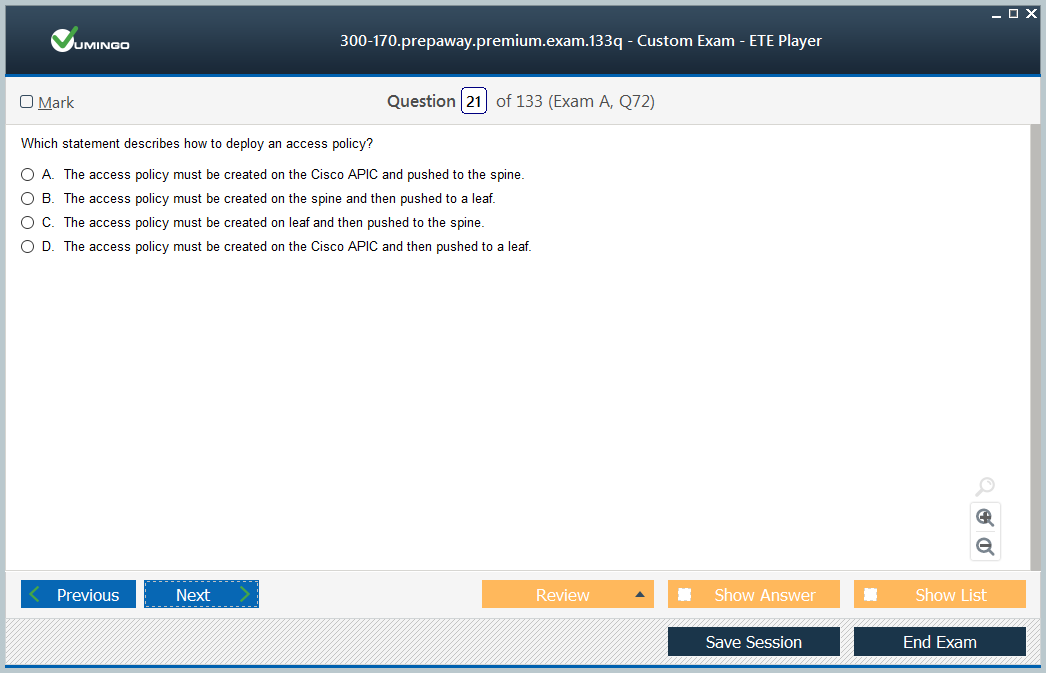 VUMINGO
300-170.prepaway.premium.exam.133q - Custom Exam - ETE Player
Mark
Question 21 of 133 (Exam A, Q72)
Which statement describes how to deploy an access policy?
A. The access policy must be created on the Cisco APIC and pushed to the spine.
B. The access policy must be created on the spine and then pushed to a leaf.
C. The access policy must be created on leaf and then pushed to the spine.
D. The access policy must be created on the Cisco APIC and then pushed to a leaf.
Previous
Next
Review
Show Answer
Show List
Save Session
End Exam